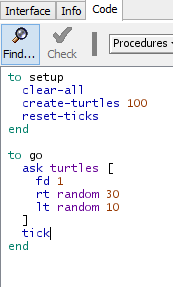 Interface Info Code
Find... Check Procedures
to setup
clear-all
create-turtles 100
reset-ticks
end
to go
ask turtles [
fd 1
rt random 30
lt random 10
]
tick
end